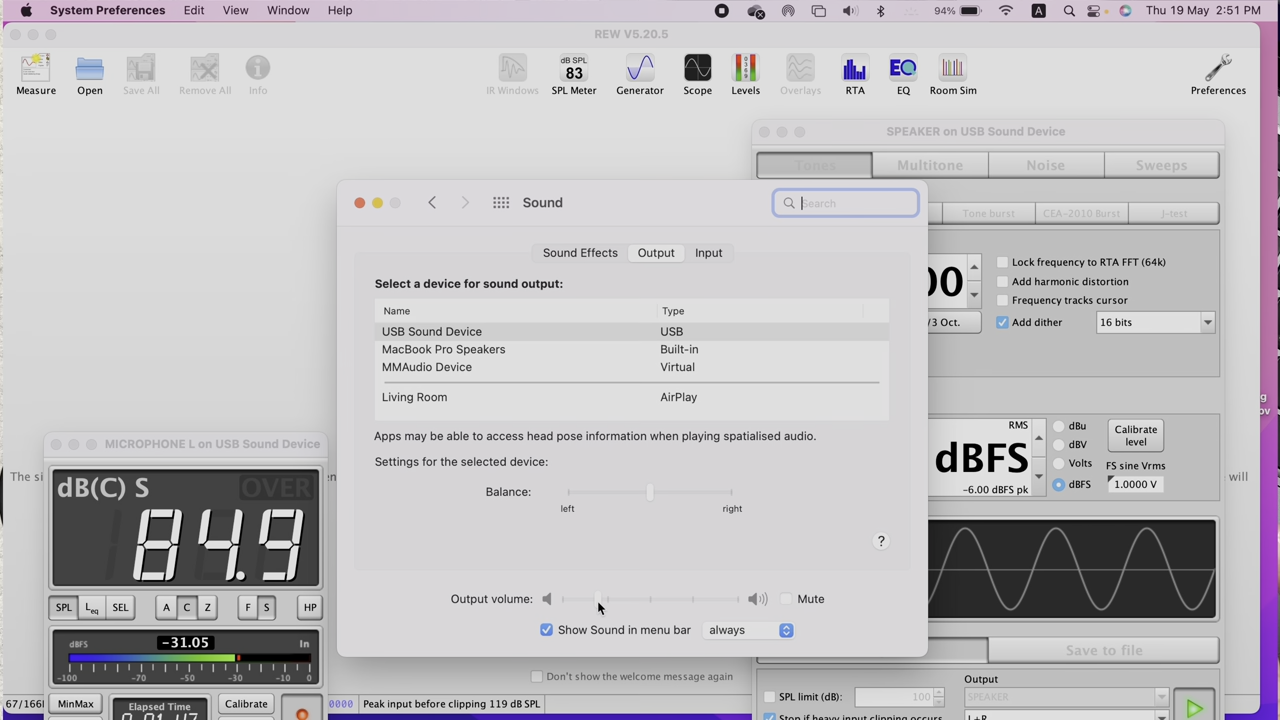 System Preferences Edit View Window Help 94% A Thu 19 May 2:51 PM
REW V5.20.5
dB SPL
83
Measure Open Save All Remove All Info IR Windows SPL Meter Generator Scope Levels Overlays RTA EQ Room Sim Preferences
SPEAKER on USB Sound Device
Tones Multitone Noise Sweeps
Tone burst CEA-2010 Burst J-test
Lock frequency to RTA FFT (64k)
Add harmonic distortion
Frequency tracks cursor
/3 Oct. Add dither 16 bits
Sound
Search
Sound Effects Output Input
Select a device for sound output:
Name Type
USB Sound Device USB
MacBook Pro Speakers Built-in
MMAudio Device Virtual
Living Room AirPlay
Apps may be able to access head pose information when playing spatialised audio.
Settings for the selected device:
Balance:
left right
?
Output volume: Mute
Show Sound in menu bar always
RMS
dBFS
-6.00 dBFS pk
dBu
dBV
Volts
dBFS
Calibrate
level
FS sine Vrms
1.0000 V
The si
will
MICROPHONE L on USB Sound Device
dB(C) S OVER
84.9
SPL Leq SEL A C Z F S HP
dBFS -31.05 In
-100 -70 -50 -30 -10 0
MinMax Elapsed Time Calibrate
Don't show the welcome message again
Peak input before clipping 119 dB SPL
Save to file
Output
SPL limit (dB): 100 SPEAKER
Stop if heavy input clipping occurs L+R